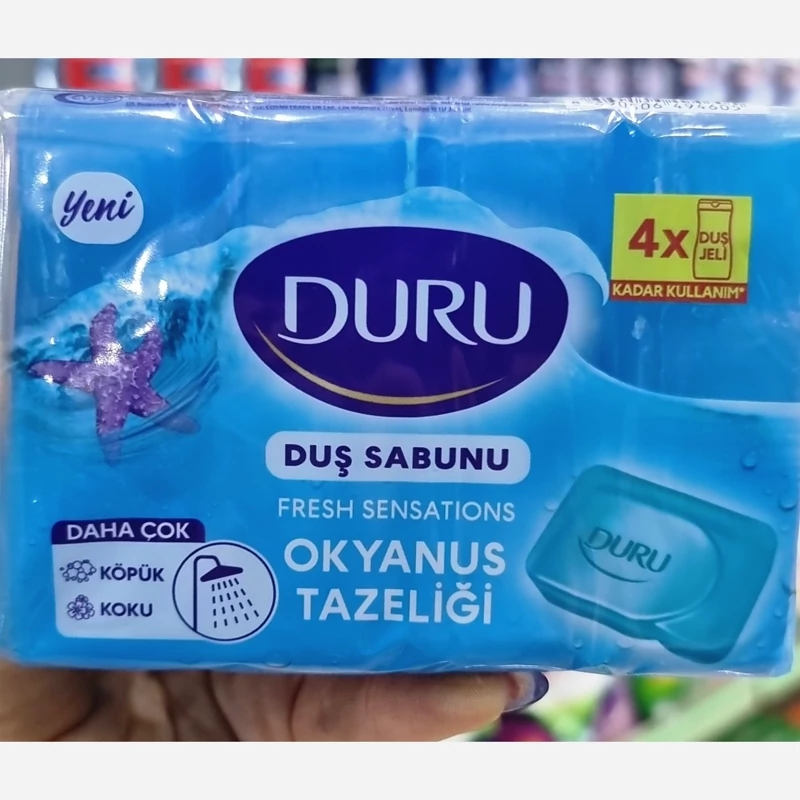 Yeni
DURU
4x
DUŞ
JELİ
KADAR KULLANIM*
DUŞ SABUNU
FRESH SENSATIONS
OKYANUS
TAZELİĞİ
DAHA ÇOK
KÖPÜK
KOKU
DURU